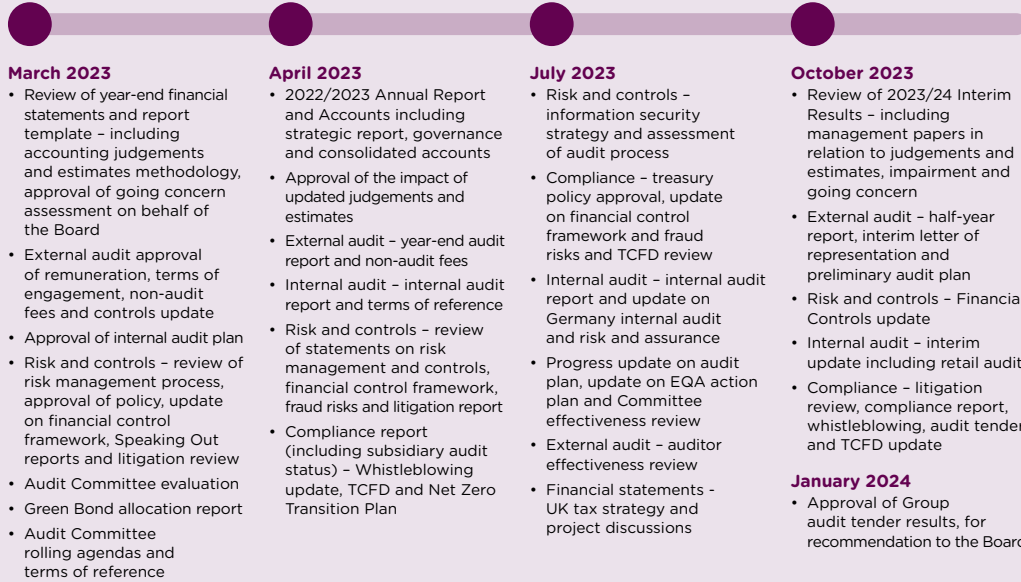 March 2023
• Review of year-end financial
statements and report
template – including
accounting judgements
and estimates methodology,
approval of going concern
assessment on behalf of
the Board
• External audit approval
of remuneration, terms of
engagement, non-audit
fees and controls update
• Approval of internal audit plan
• Risk and controls – review of
risk management process,
approval of policy, update
on financial control
framework, Speaking Out
reports and litigation review
• Audit Committee evaluation
• Green Bond allocation report
• Audit Committee
rolling agendas and
terms of reference
April 2023
• 2022/2023 Annual Report
and Accounts including
strategic report, governance
and consolidated accounts
• Approval of the impact of
updated judgements and
estimates
• External audit – year-end audit
report and non-audit fees
• Internal audit – internal audit
report and terms of reference
• Risk and controls – review
of statements on risk
management and controls,
financial control framework,
fraud risks and litigation report
• Compliance report
(including subsidiary audit
status) – Whistleblowing
update, TCFD and Net Zero
Transition Plan
July 2023
• Risk and controls –
information security
strategy and assessment
of audit process
• Compliance – treasury
policy approval, update
on financial control
framework and fraud
risks and TCFD review
• Internal audit – internal audit
report and update on
Germany internal audit
and risk and assurance
• Progress update on audit
plan, update on EQA action
plan and Committee
effectiveness review
• External audit – auditor
effectiveness review
• Financial statements -
UK tax strategy and
project discussions
October 2023
• Review of 2023/24 Interim
Results – including
management papers in
relation to judgements and
estimates, impairment and
going concern
• External audit – half-year
report, interim letter of
representation and
preliminary audit plan
• Risk and controls – Financia
Controls update
• Internal audit – interim
update including retail audit
• Compliance – litigation
review, compliance report,
whistleblowing, audit tender
and TCFD update
January 2024
• Approval of Group
audit tender results, for
recommendation to the Board